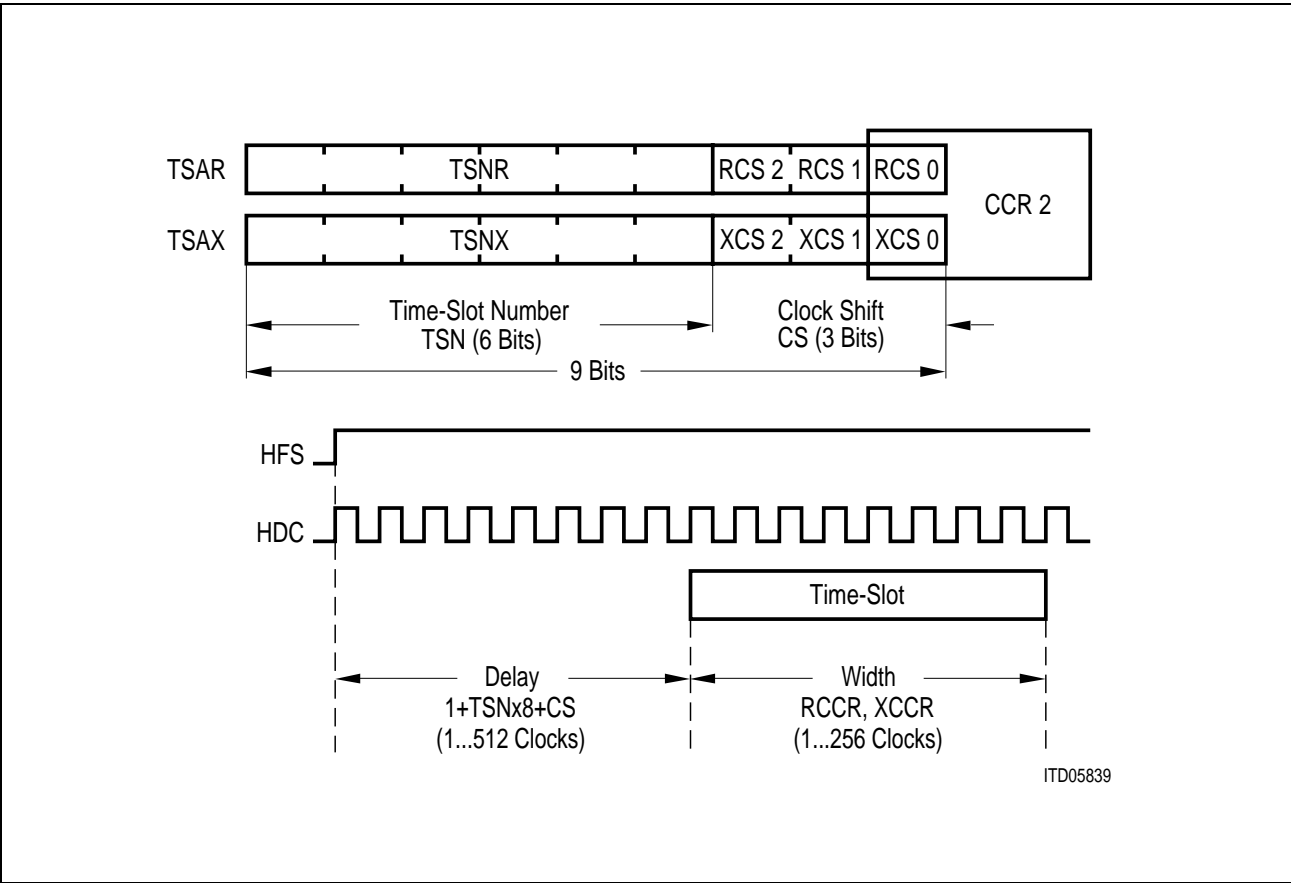 TSAR TSNR RCS 2 RCS 1 RCS 0
CCR 2
TSAX TSNX XCS 2 XCS 1 XCS 0
Time-Slot Number
TSN (6 Bits)
Clock Shift
CS (3 Bits)
9 Bits
HFS
HDC
Time-Slot
Delay
1+TSNx8+CS
(1...512 Clocks)
Width
RCCR, XCCR
(1...256 Clocks)
ITD05839